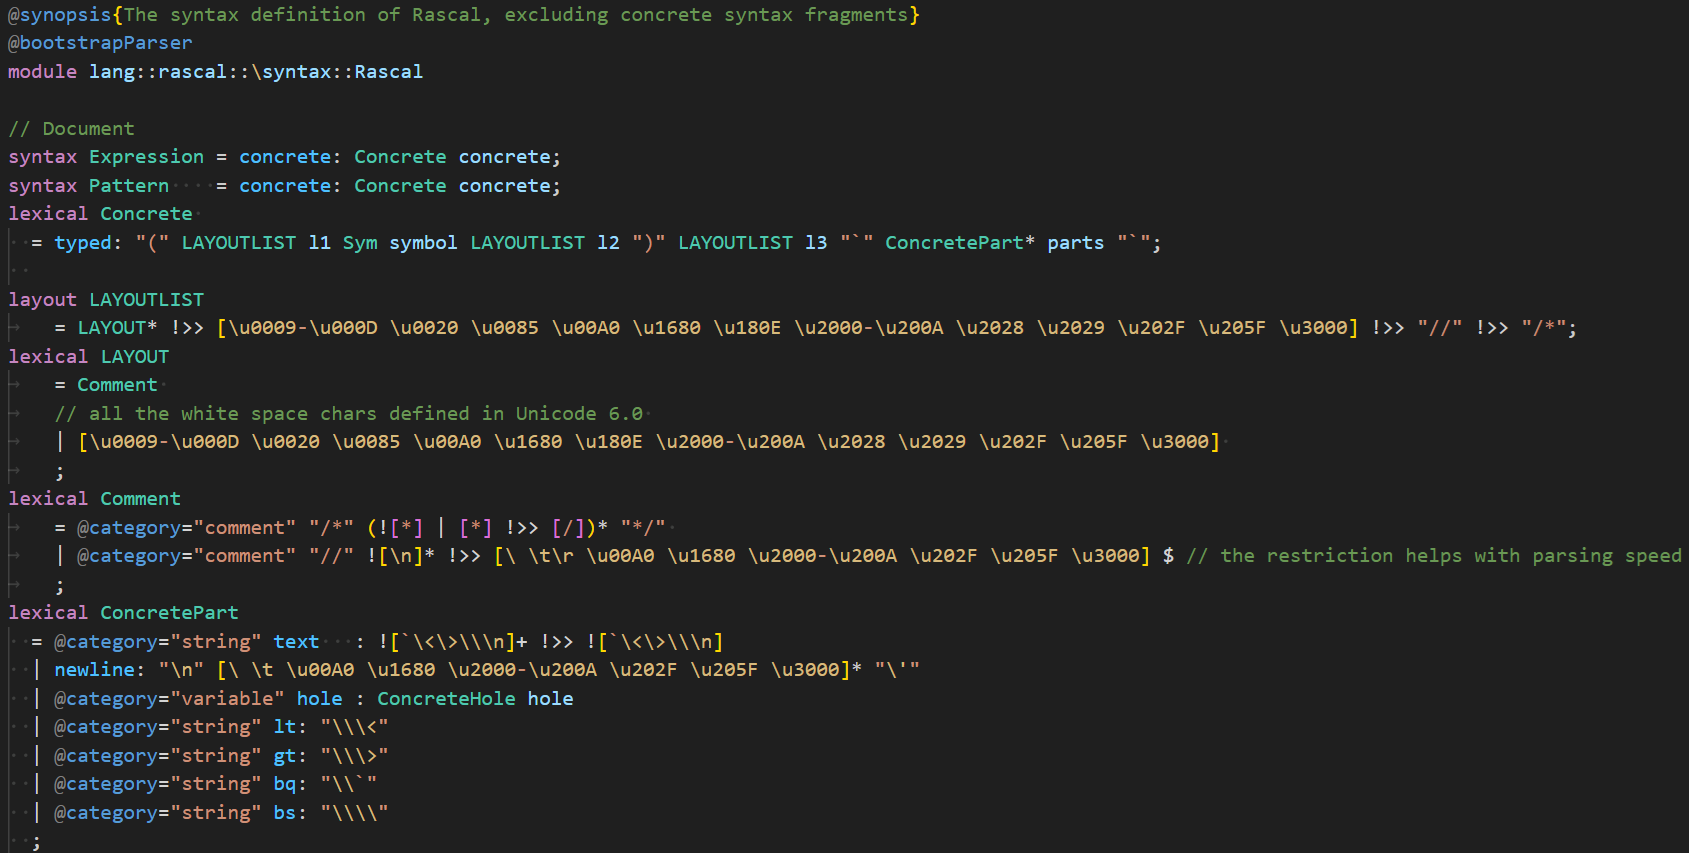 @synopsis{The syntax definition of Rascal, excluding concrete syntax fragments}
@bootstrapParser
module lang::rascal::\syntax::Rascal

// Document
syntax Expression = concrete: Concrete concrete;
syntax Pattern    = concrete: Concrete concrete;
lexical Concrete
  = typed: "(" LAYOUTLIST l1 Sym symbol LAYOUTLIST l2 ")" LAYOUTLIST l3 "`" ConcretePart* parts "`";

layout LAYOUTLIST
	= LAYOUT* !>> [\u0009-\u000D \u0020 \u0085 \u00A0 \u1680 \u180E \u2000-\u200A \u2028 \u2029 \u202F \u205F \u3000] !>> "//" !>> "/*";
lexical LAYOUT
	= Comment
	// all the white space chars defined in Unicode 6.0
	| [\u0009-\u000D \u0020 \u0085 \u00A0 \u1680 \u180E \u2000-\u200A \u2028 \u2029 \u202F \u205F \u3000]
	;
lexical Comment
	= @category="comment" "/*" (![*] | [*] !>> [/])* "*/"
	| @category="comment" "//" ![\n]* !>> [\ \t\r \u00A0 \u1680 \u2000-\u200A \u202F \u205F \u3000] $ // the restriction helps with parsing speed
	;
lexical ConcretePart
  = @category="string" text   : ![`\<\>\\\n]+ !>> ![`\<\>\\\n]
  | newline: "\n" [\ \t \u00A0 \u1680 \u2000-\u200A \u202F \u205F \u3000]* "\'"
  | @category="variable" hole : ConcreteHole hole
  | @category="string" lt: "\\\<"
  | @category="string" gt: "\\\>"
  | @category="string" bq: "\\`"
  | @category="string" bs: "\\\\"
  ;